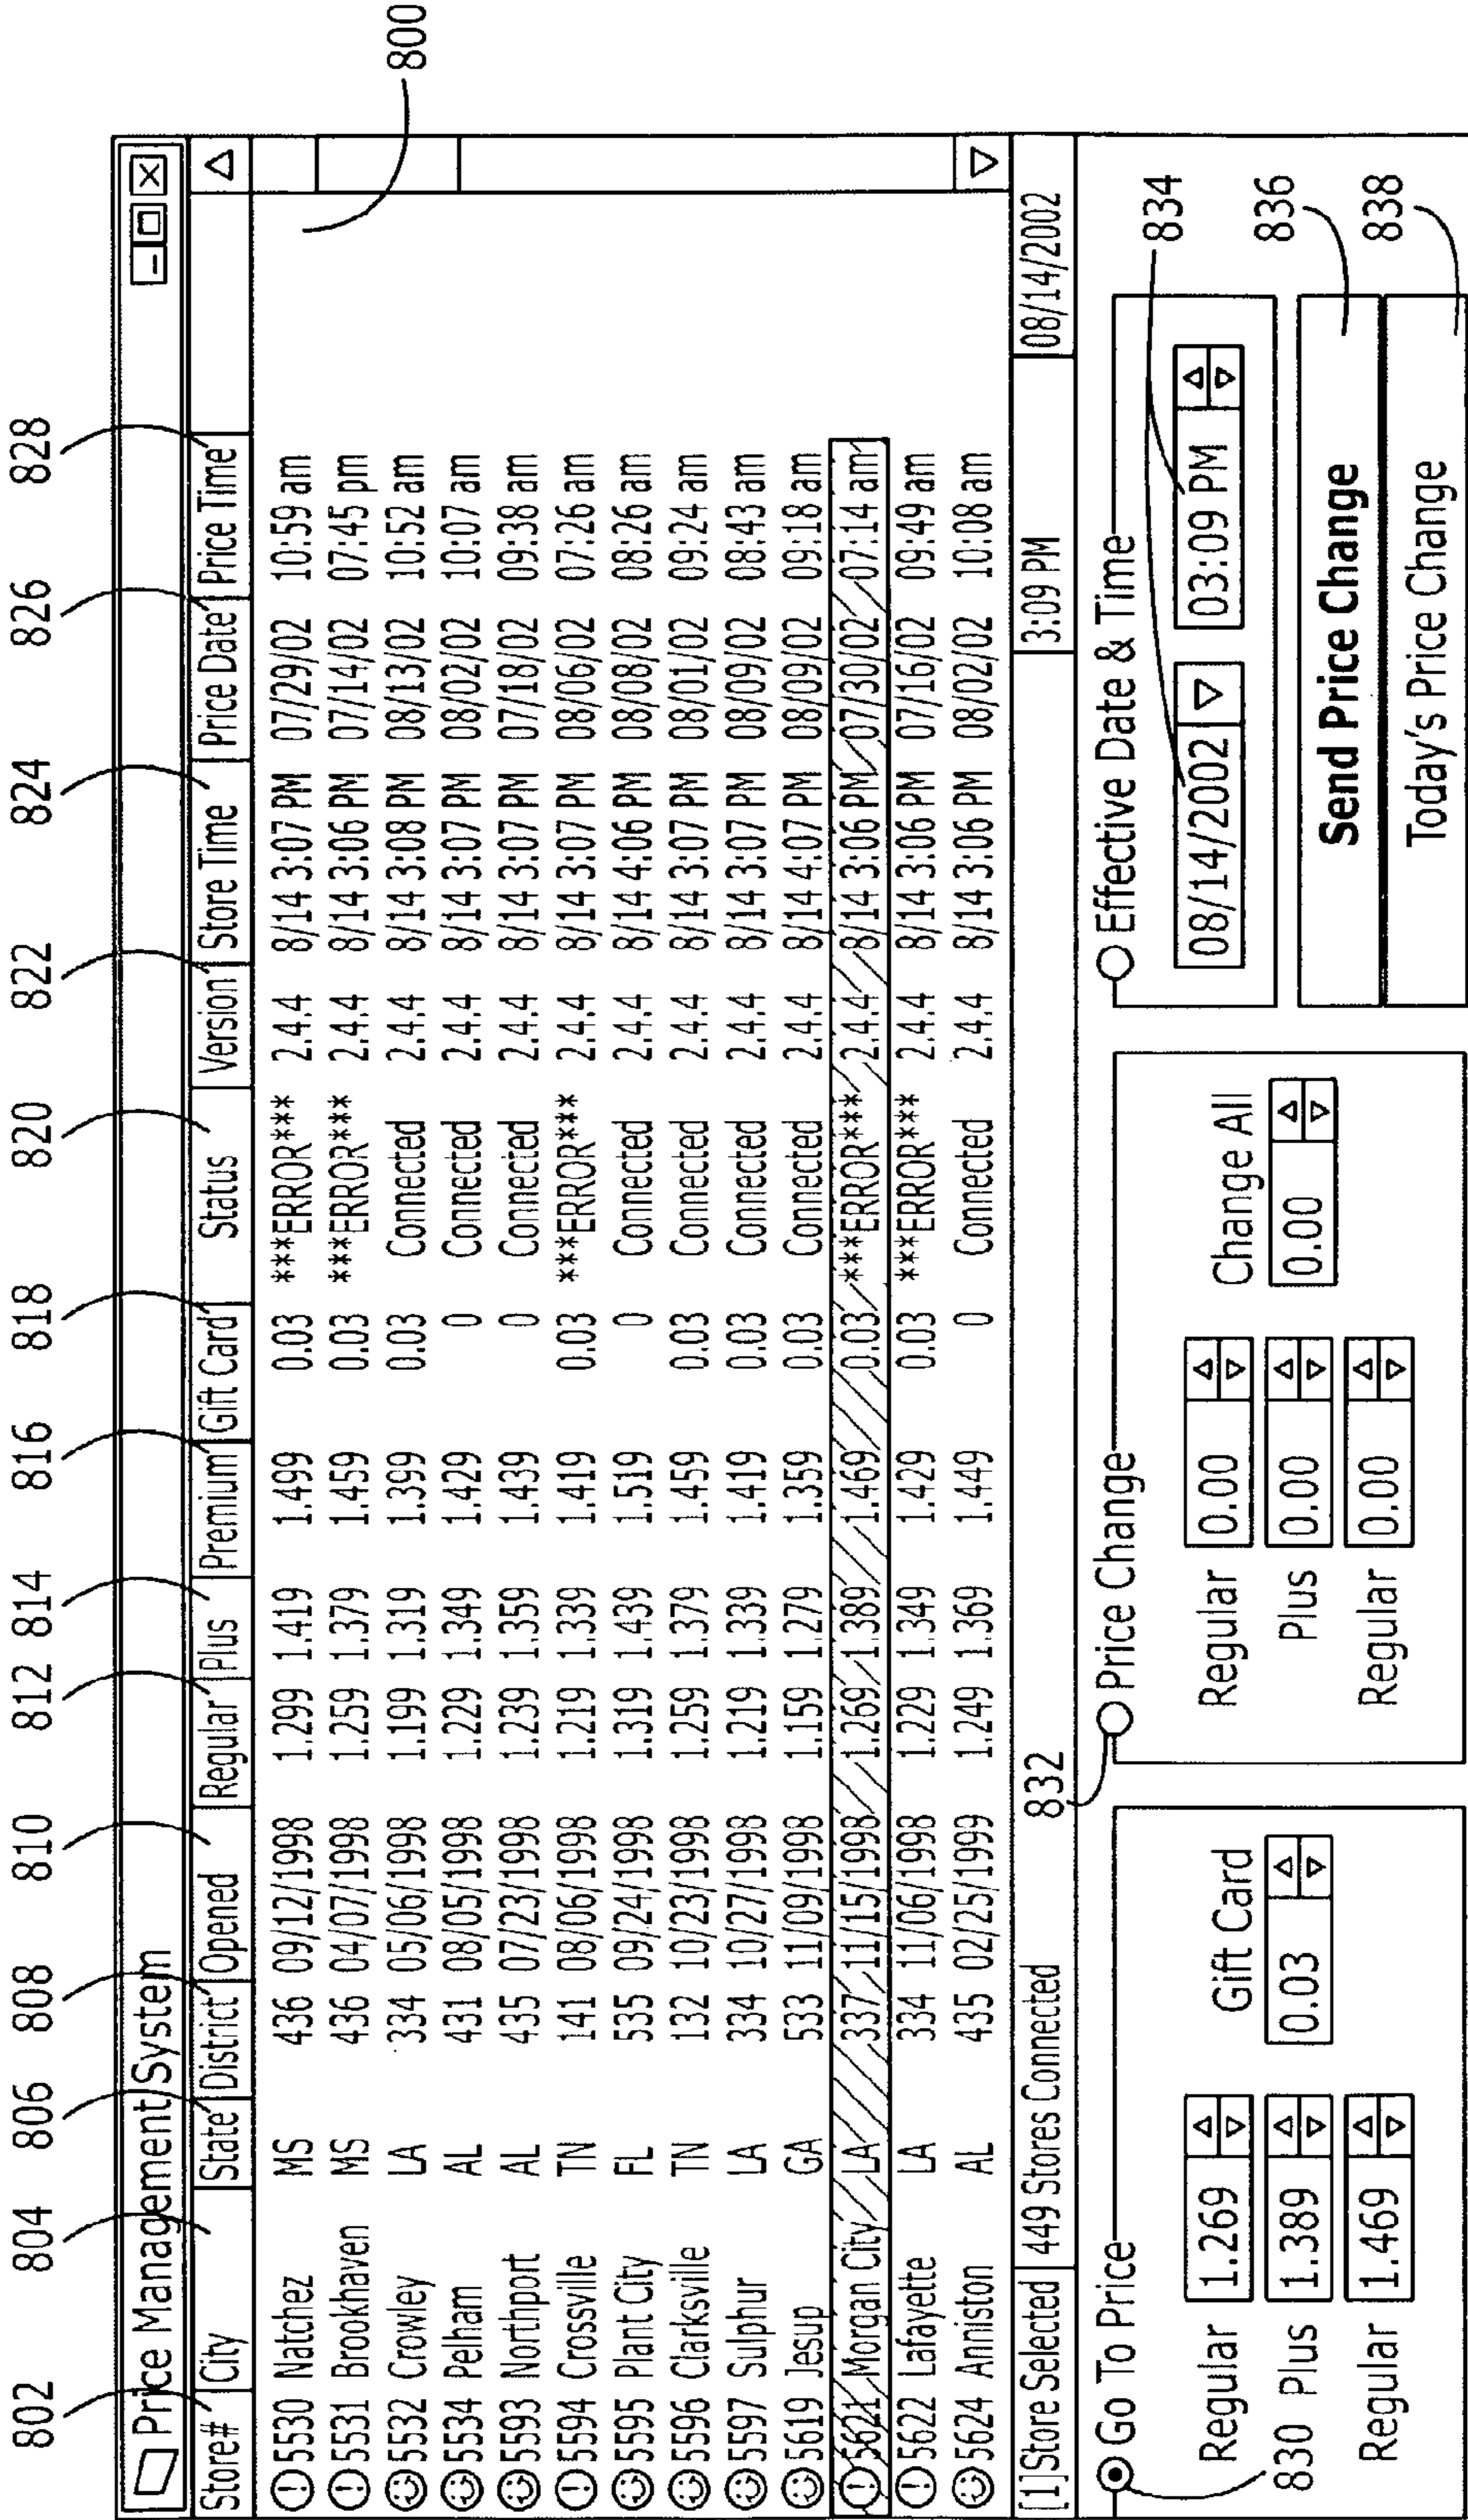 802 804 806 808 810 812 814 816 818 820 822 824 826 828
Price Management System
Store# City State District Opened Regular Plus Premium Gift Card Status Version Store Time Price Date Price Time
5530 Natchez MS 436 09/12/1998 1.299 1.419 1.499 0.03 ***ERROR*** 2.4.4 8/14 3:07 PM 07/29/02 10:59 am
5531 Brookhaven MS 436 04/07/1998 1.259 1.379 1.459 0.03 ***ERROR*** 2.4.4 8/14 3:06 PM 07/14/02 07:45 pm
5532 Crowley LA 334 05/06/1998 1.199 1.319 1.399 0.03 Connected 2.4.4 8/14 3:08 PM 08/13/02 10:52 am
5534 Pelham AL 431 08/05/1998 1.229 1.349 1.429 0 Connected 2.4.4 8/14 3:07 PM 08/02/02 10:07 am
5593 Northport AL 435 07/23/1998 1.239 1.359 1.439 0 Connected 2.4.4 8/14 3:07 PM 07/18/02 09:38 am
5594 Crossville TN 141 08/06/1998 1.219 1.339 1.419 0.03 ***ERROR*** 2.4.4 8/14 3:07 PM 08/06/02 07:26 am
5595 Plant City FL 535 09/24/1998 1.319 1.439 1.519 0 Connected 2.4.4 8/14 4:06 PM 08/08/02 08:26 am
5596 Clarksville TN 132 10/23/1998 1.259 1.379 1.459 0.03 Connected 2.4.4 8/14 3:07 PM 08/01/02 09:24 am
5597 Sulphur LA 334 10/27/1998 1.219 1.339 1.419 0.03 Connected 2.4.4 8/14 3:07 PM 08/09/02 08:43 am
5619 Jesup GA 533 11/09/1998 1.159 1.279 1.359 0.03 Connected 2.4.4 8/14 4:07 PM 08/09/02 09:18 am
5621 Morgan City LA 337 11/15/1998 1.269 1.389 1.469 0.03 ***ERROR*** 2.4.4 8/14 3:06 PM 07/30/02 07:14 am
5622 Lafayette LA 334 11/06/1998 1.229 1.349 1.429 0.03 ***ERROR*** 2.4.4 8/14 3:06 PM 07/16/02 09:49 am
5624 Anniston AL 435 02/25/1999 1.249 1.369 1.449 0 Connected 2.4.4 8/14 3:06 PM 08/02/02 10:08 am
800
[1]Store Selected 449 Stores Connected 3:09 PM 08/14/2002
832
Go To Price
Regular 1.269
Gift Card
830 Plus 1.389 0.03
Regular 1.469
Price Change
Regular 0.00
Change All
Plus 0.00 0.00
Regular 0.00
Effective Date & Time
08/14/2002 03:09 PM
834
Send Price Change
836
Today's Price Change
838